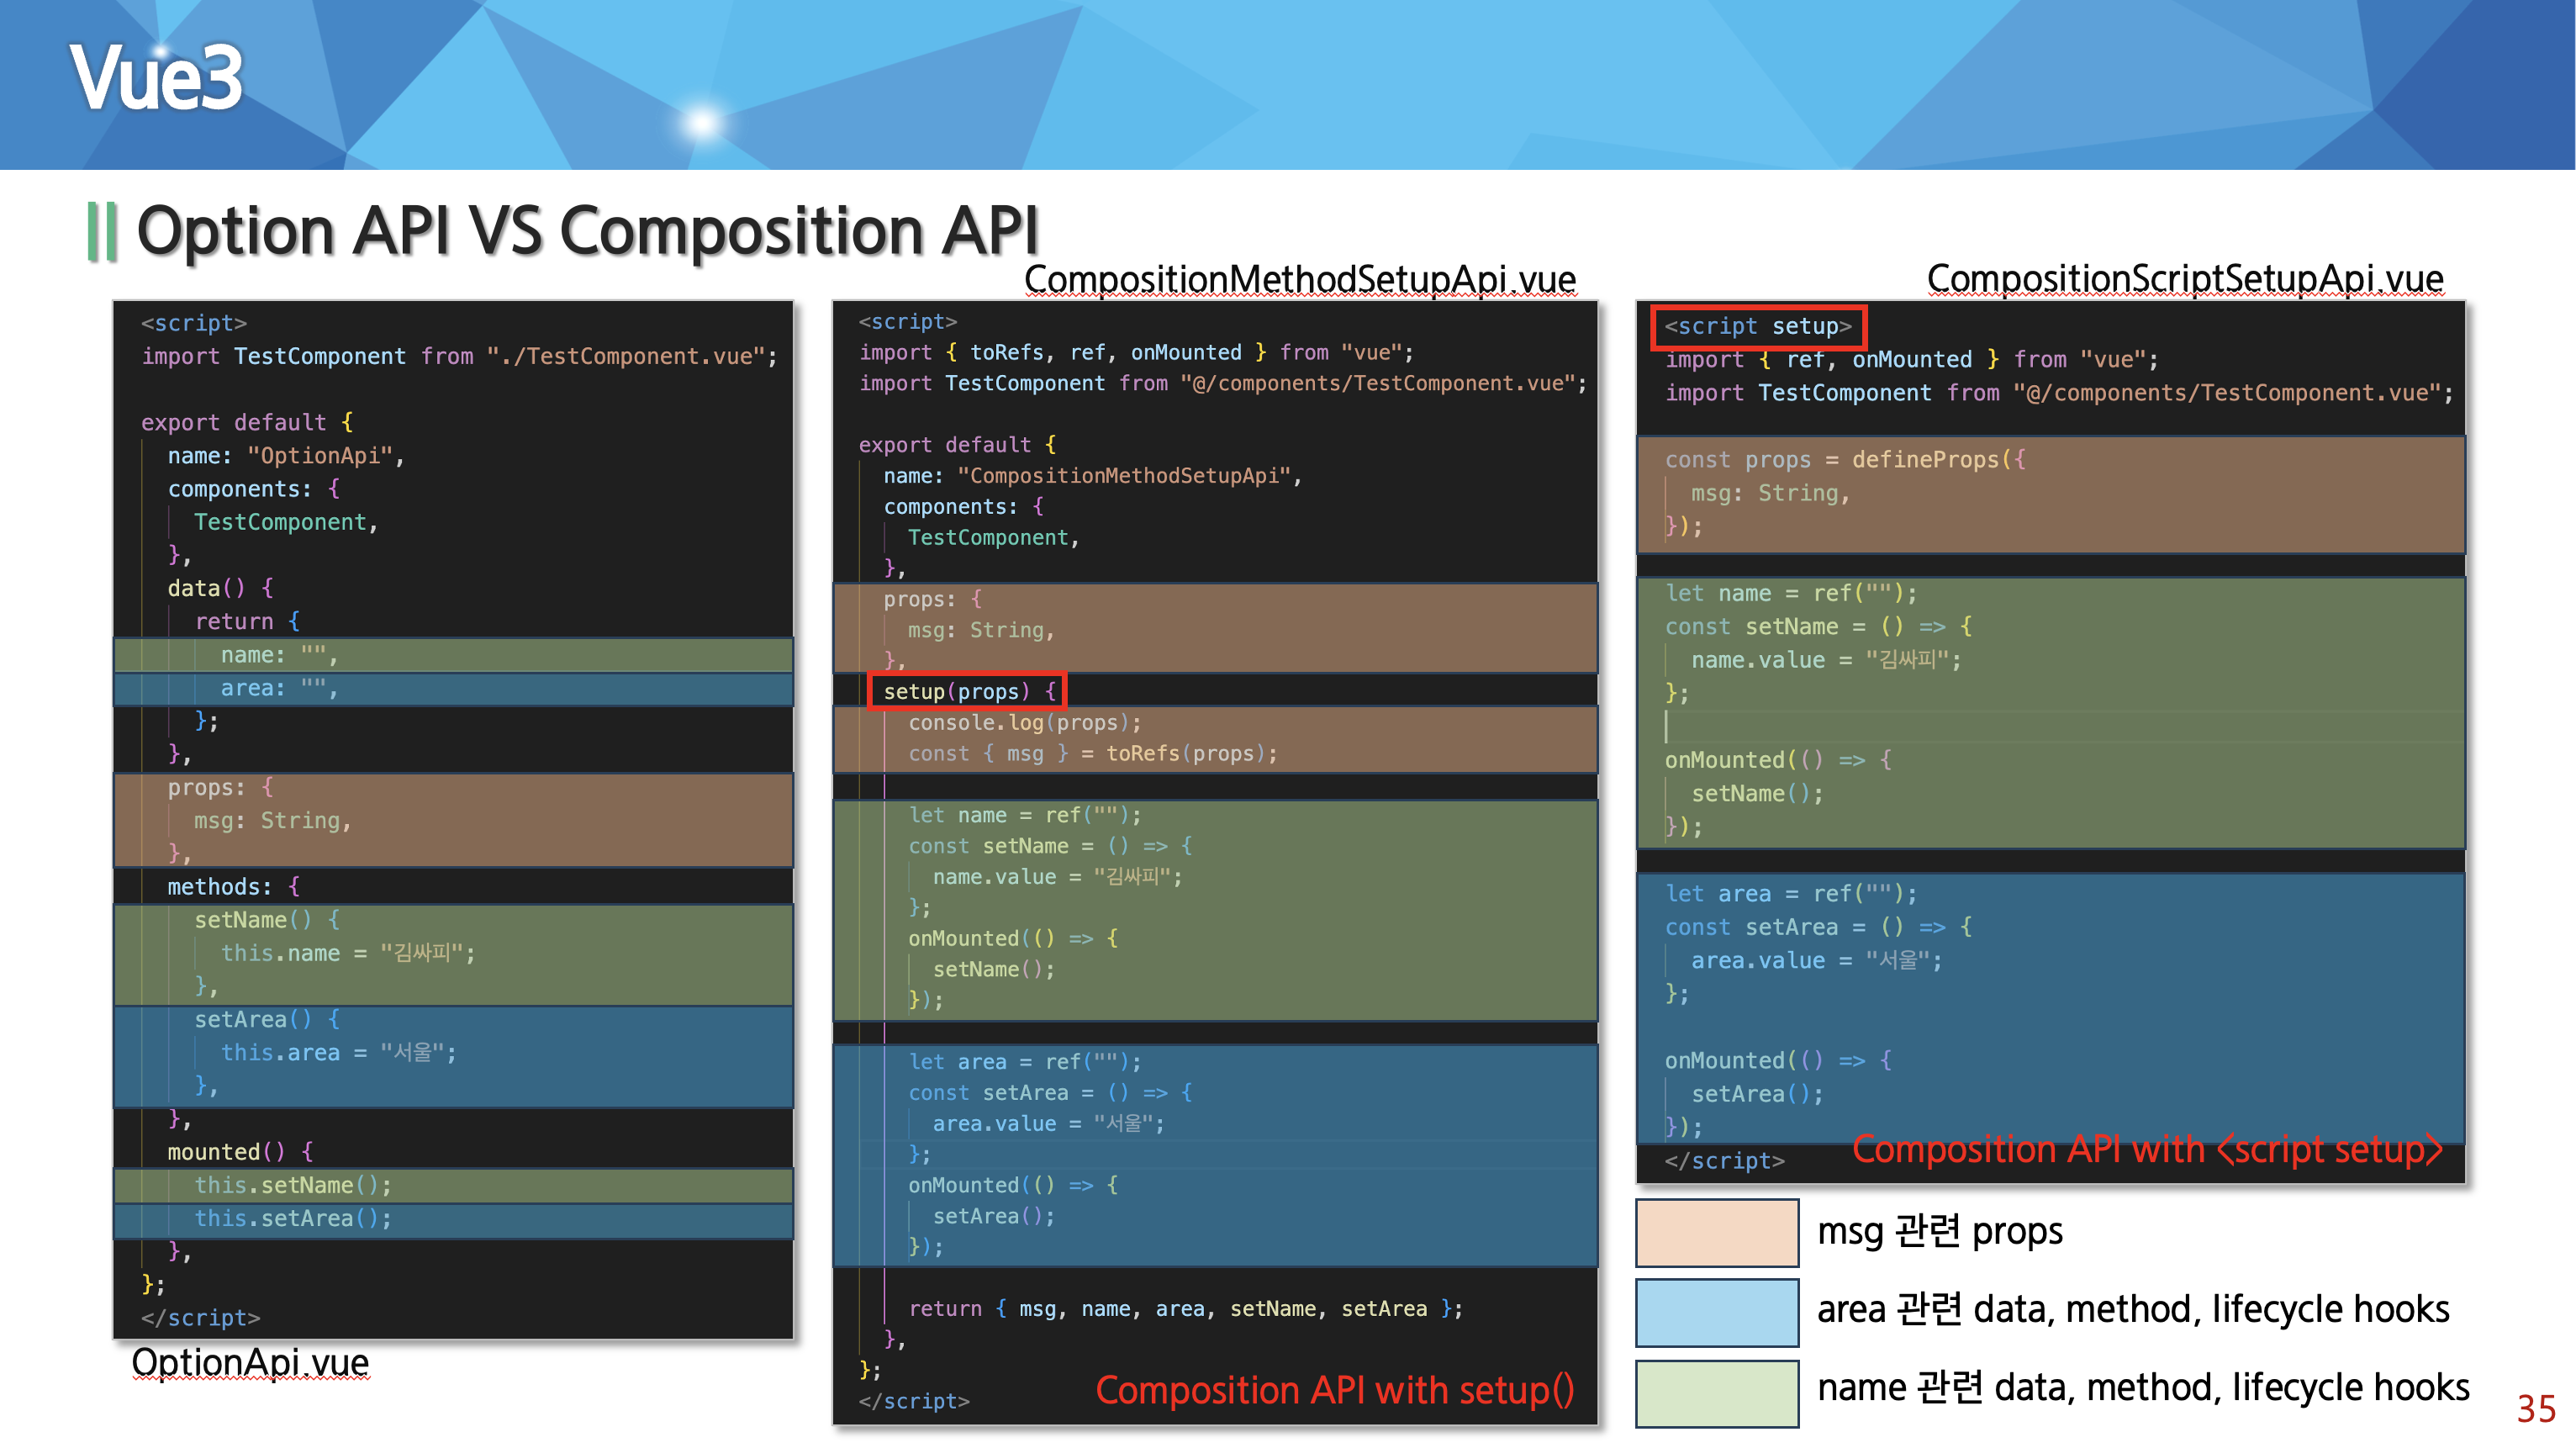 Vue3
Option API VS Composition API
<script>
import TestComponent from "./TestComponent.vue";
export default {
name: "OptionApi",
components: {
TestComponent,
},
data() {
return {
name: "",
area: "",
};
},
props: {
msg: String,
},
methods: {
setName() {
this.name = "김싸피";
},
setArea() {
this.area = "서울";
},
},
mounted() {
this.setName();
this.setArea();
},
};
</script>
OptionApi.vue
CompositionMethodSetupApi.vue
<script>
import { toRefs, ref, onMounted } from "vue";
import TestComponent from "@/components/TestComponent.vue";
export default {
name: "CompositionMethodSetupApi",
components: {
TestComponent,
},
props: {
msg: String,
},
setup(props) {
console.log(props);
const { msg } = toRefs(props);
let name = ref("");
const setName = () => {
name.value = "김싸피";
};
onMounted(() => {
setName();
});
let area = ref("");
const setArea = () => {
area.value = "서울";
};
onMounted(() => {
setArea();
});
return { msg, name, area, setName, setArea };
},
};
</script>
Composition API with setup()
CompositionScriptSetupApi.vue
<script setup>
import { ref, onMounted } from "vue";
import TestComponent from "@/components/TestComponent.vue";
const props = defineProps({
msg: String,
});
let name = ref("");
const setName = () => {
name.value = "김싸피";
};
onMounted(() => {
setName();
});
let area = ref("");
const setArea = () => {
area.value = "서울";
};
onMounted(() => {
setArea();
});
</script>
Composition API with <script setup>
msg 관련 props
area 관련 data, method, lifecycle hooks
name 관련 data, method, lifecycle hooks
35